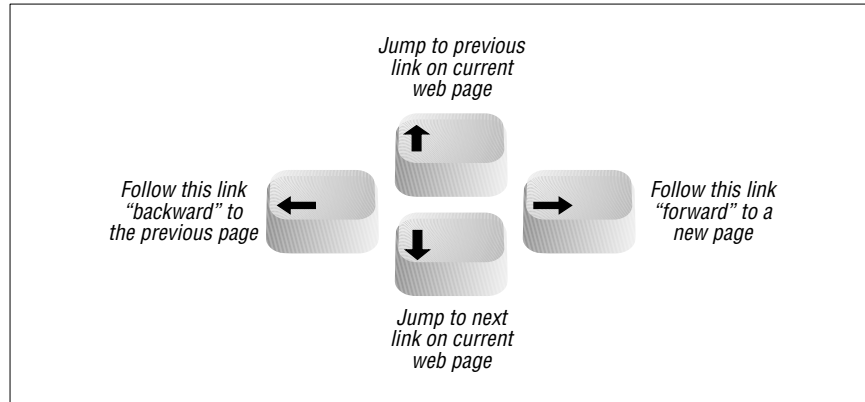 Jump to previous
link on current
web page
Follow this link
“backward” to
the previous page
Follow this link
“forward” to a
new page
Jump to next
link on current
web page